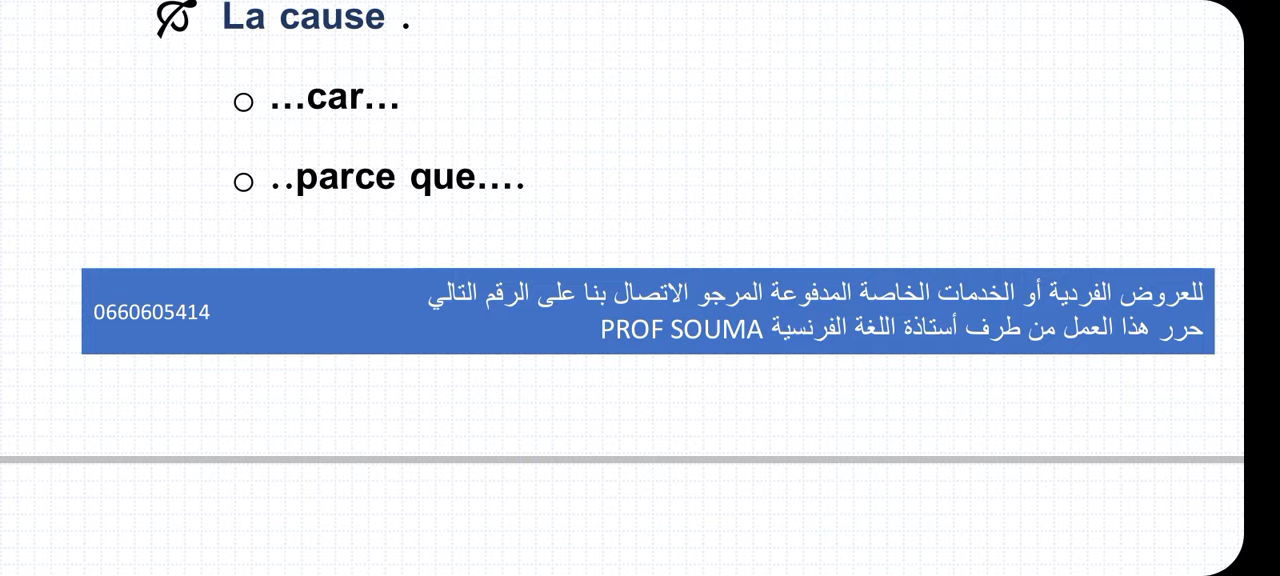 La cause .
...car...
..parce que....
للعروض الفردية أو الخدمات الخاصة المدفوعة المرجو الاتصال بنا على الرقم التالي
0660605414
حرر هذا العمل من طرف أستاذة اللغة الفرنسية PROF SOUMA